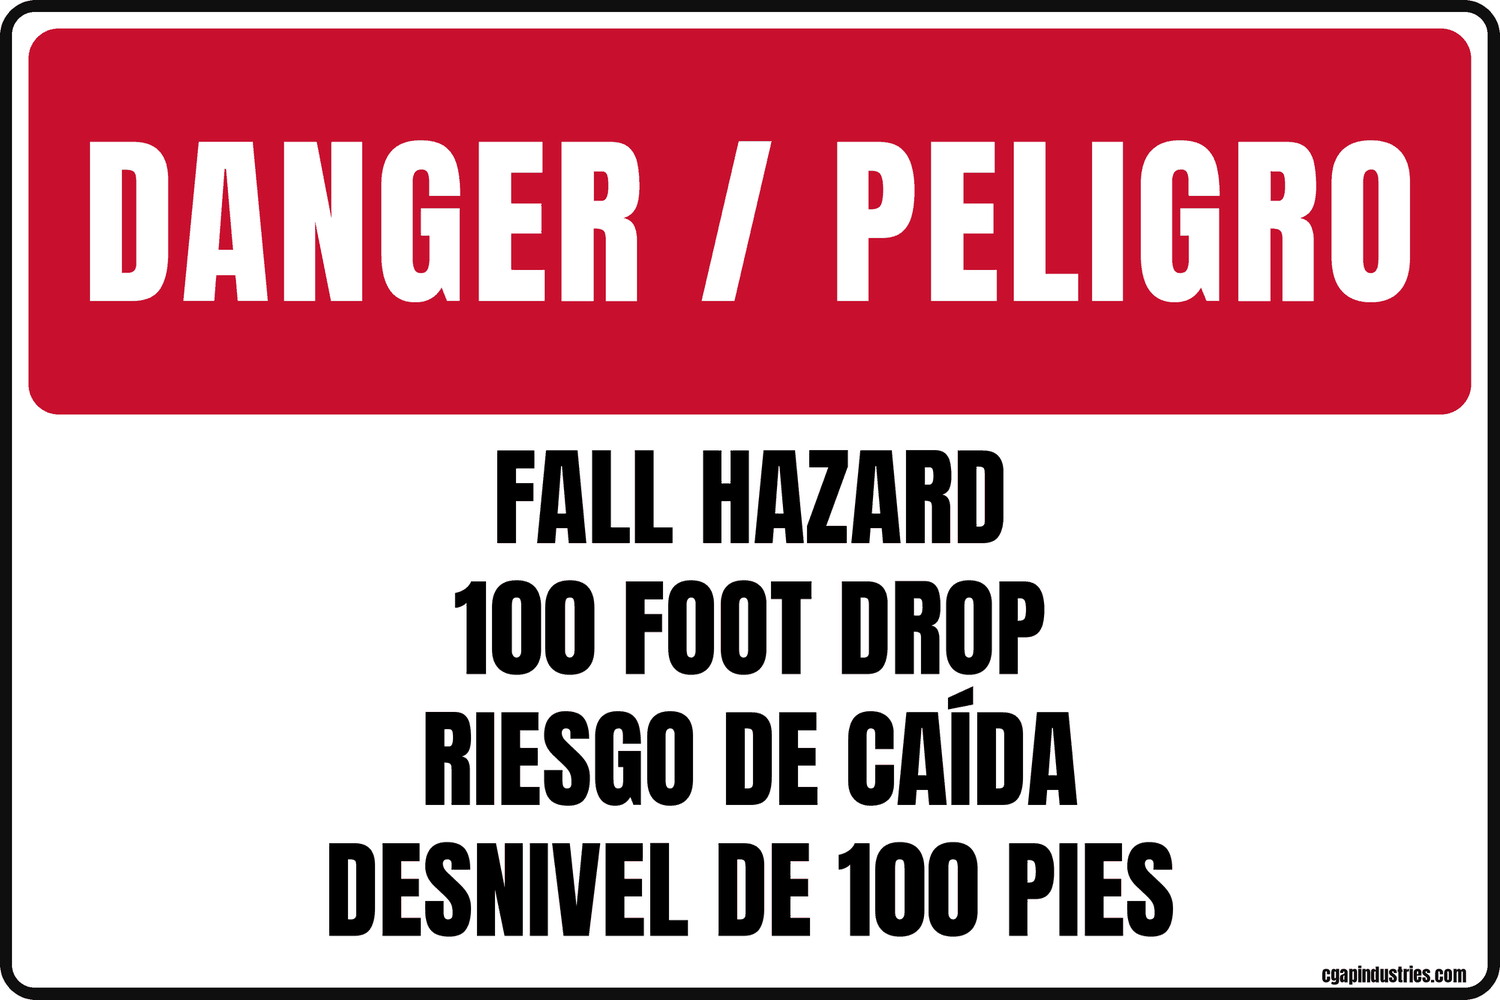 DANGER / PELIGRO
FALL HAZARD
100 FOOT DROP
RIESGO DE CAÍDA
DESNIVEL DE 100 PIES
cgapindustries.com